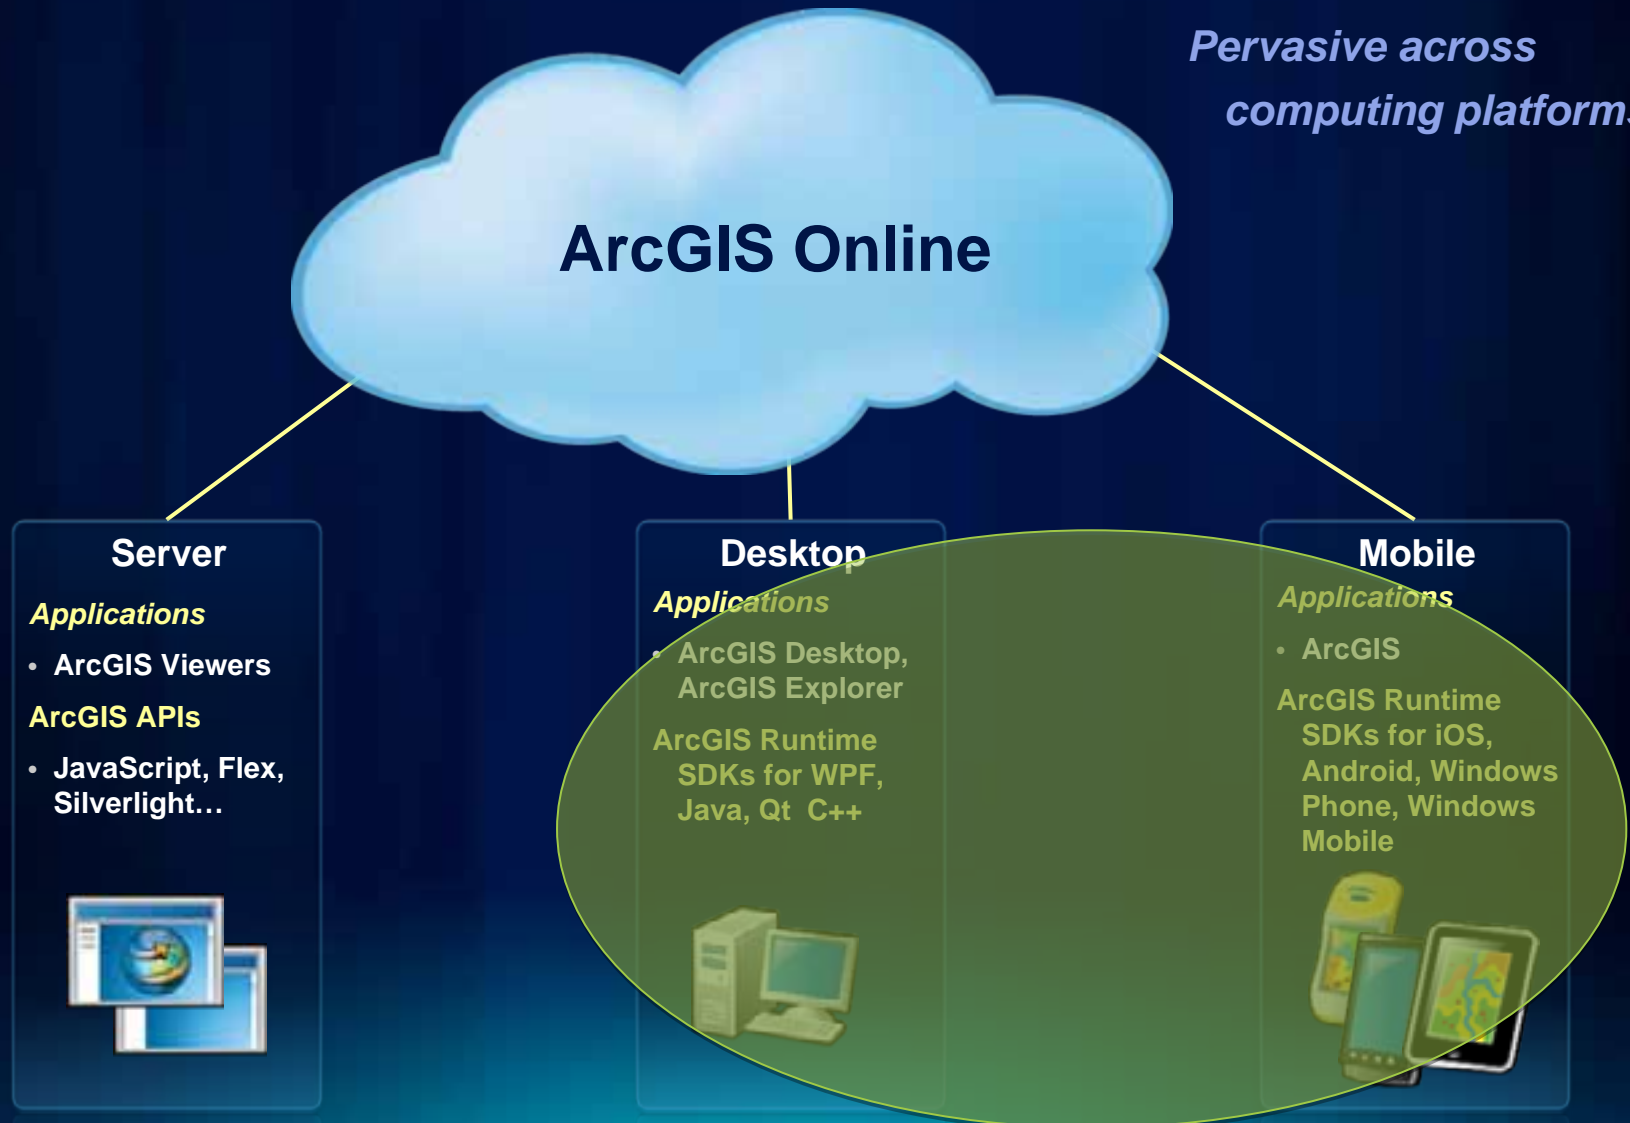 Pervasive across
computing platforms
ArcGIS Online
Server
Applications
• ArcGIS Viewers
ArcGIS APIs
• JavaScript, Flex,
Silverlight…
Desktop
Applications
• ArcGIS Desktop,
ArcGIS Explorer
ArcGIS Runtime
SDKs for WPF,
Java, Qt C++
Mobile
Applications
• ArcGIS
ArcGIS Runtime
SDKs for iOS,
Android, Windows
Phone, Windows
Mobile